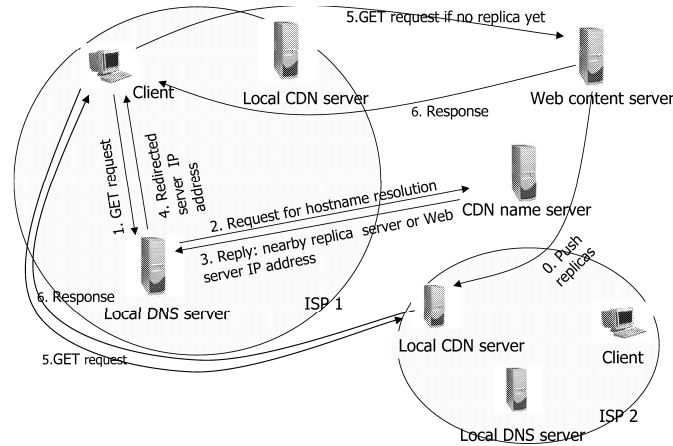 5.GET request if no replica yet
Client
Local CDN server
Web content server
6. Response
1. GET request
4. Redirected
server IP
address
2. Request for hostname resolution
CDN name server
3. Reply: nearby replica server or Web
server IP address
0. Push
replicas
6. Response
Local DNS server
ISP 1
5.GET request
Local CDN server
Client
Local DNS server
ISP 2